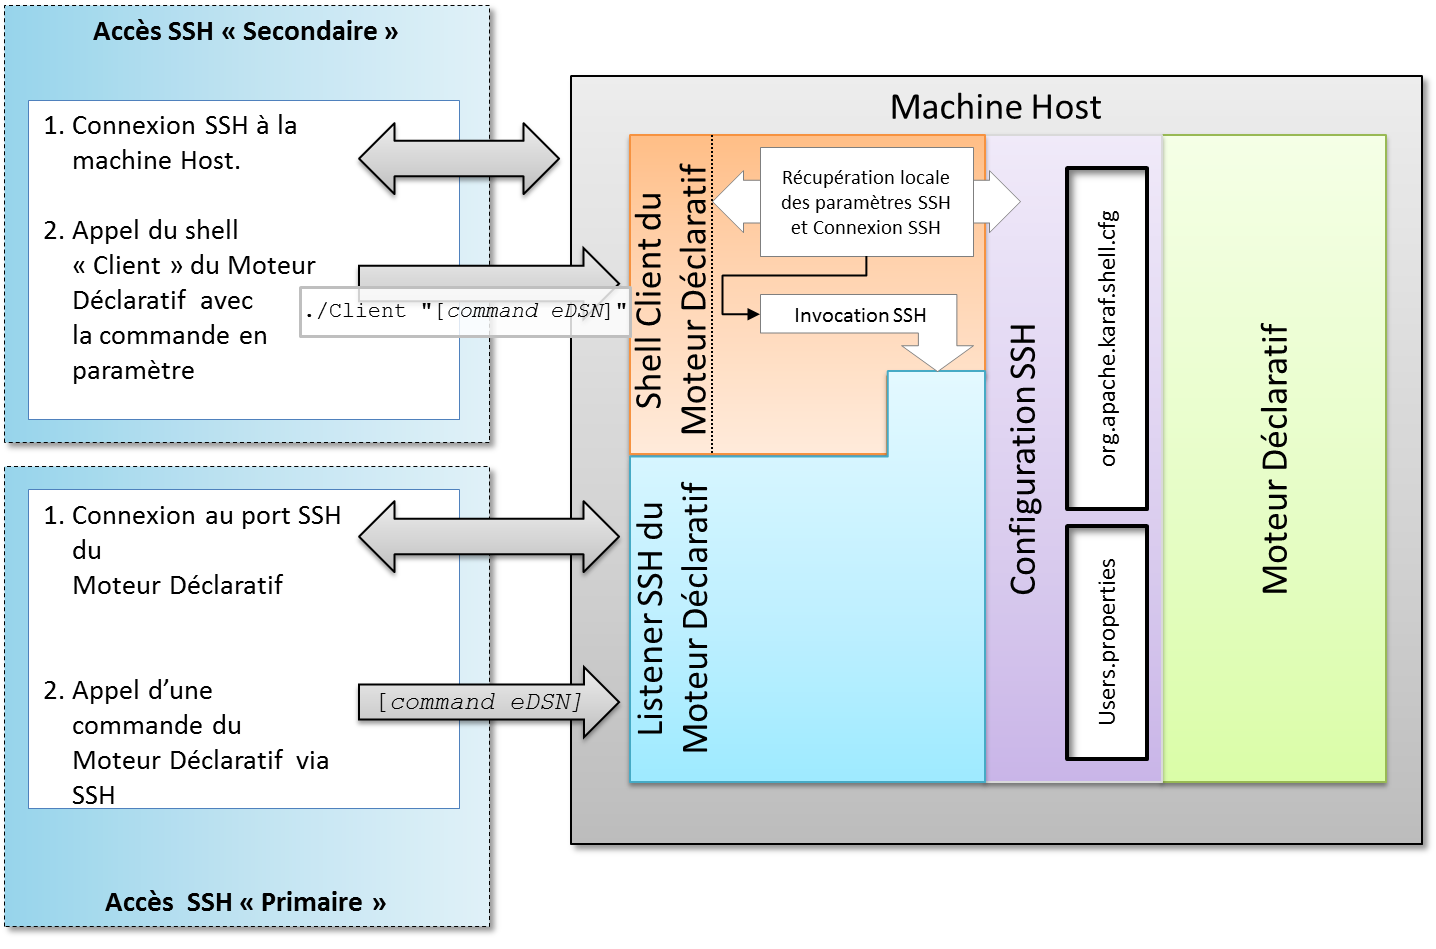 Accès SSH « Secondaire »
1. Connexion SSH à la
machine Host.
2. Appel du shell
« Client » du Moteur
Déclaratif avec
la commande en
paramètre
./Client "[command eDSN]"
1. Connexion au port SSH
du
Moteur Déclaratif
2. Appel d’une
commande du
Moteur Déclaratif via
SSH
[command eDSN]
Accès SSH « Primaire »
Machine Host
Shell Client du
Moteur Déclaratif
Récupération locale
des paramètres SSH
et Connexion SSH
Invocation SSH
Listener SSH du
Moteur Déclaratif
Configuration SSH
org.apache.karaf.shell.cfg
Users.properties
Moteur Déclaratif